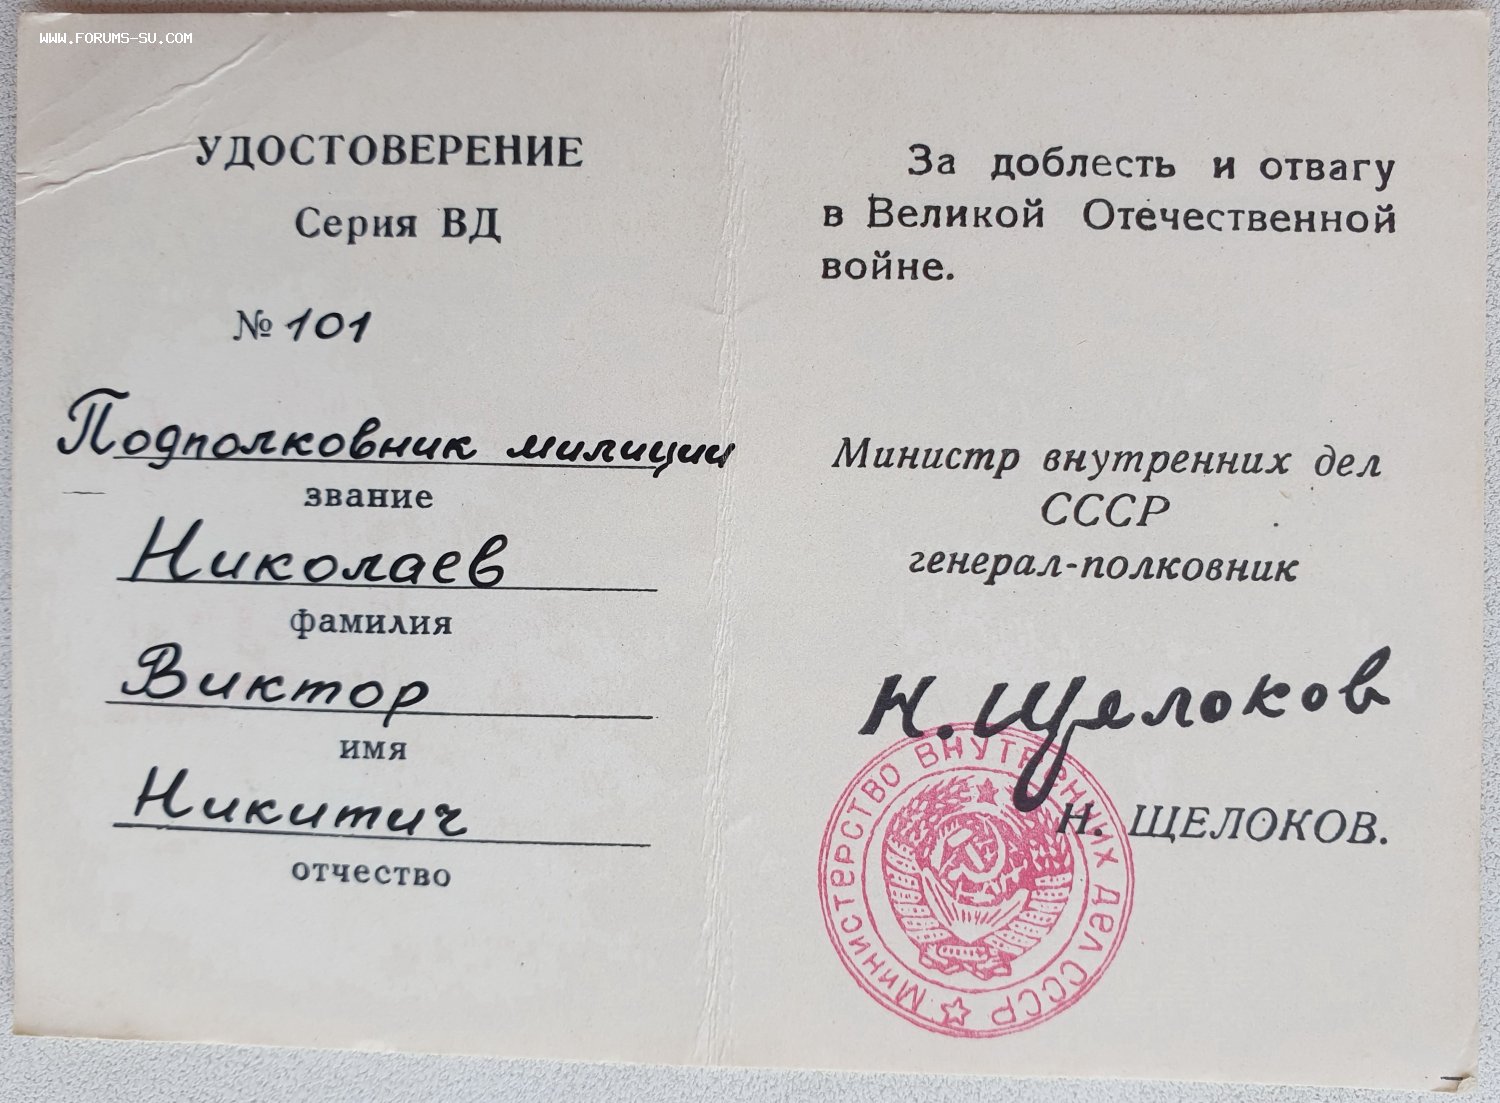 WWW.FORUMS-SU.COM
УДОСТОВЕРЕНИЕ
Серия ВД
№ 101
Подполковник милиции
звание
Николаев
фамилия
Виктор
имя
Никитич
отчество
За доблесть и отвагу
в Великой Отечественной
войне.
Министр внутренних дел
СССР
генерал-полковник
Н. Щелоков
Н. ЩЕЛОКОВ.
МИНИСТЕРСТВО ВНУТРЕННИХ ДЕЛ СССР